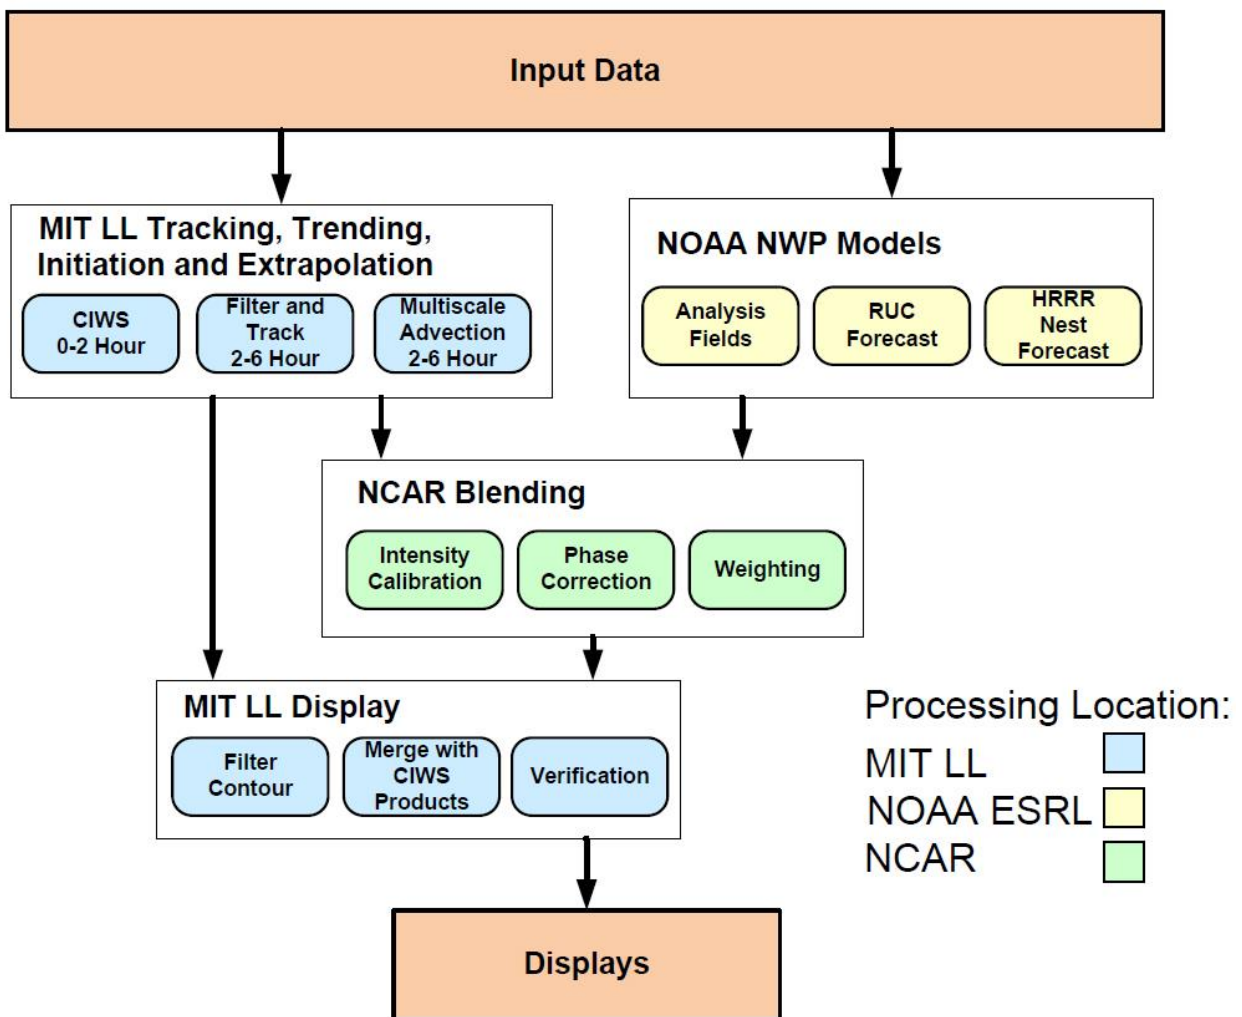 Input Data
MIT LL Tracking, Trending,
Initiation and Extrapolation
CIWS
0-2 Hour
Filter and
Track
2-6 Hour
Multiscale
Advection
2-6 Hour
NOAA NWP Models
Analysis
Fields
RUC
Forecast
HRRR
Nest
Forecast
NCAR Blending
Intensity
Calibration
Phase
Correction
Weighting
MIT LL Display
Filter
Contour
Merge with
CIWS
Products
Verification
Processing Location:
MIT LL
NOAA ESRL
NCAR
Displays